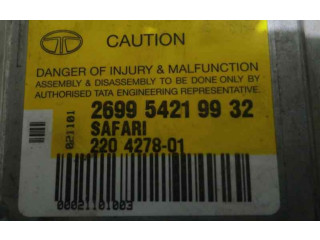 CAUTION
DANGER OF INJURY & MALFUNCTION
ASSEMBLY & DISASSEMBLY TO BE DONE ONLY BY
AUTHORISED TATA ENGINEERING REPRESENTATIVE.
021101
2699 5421 99 32
SAFARI
220 4278-01
00021101003